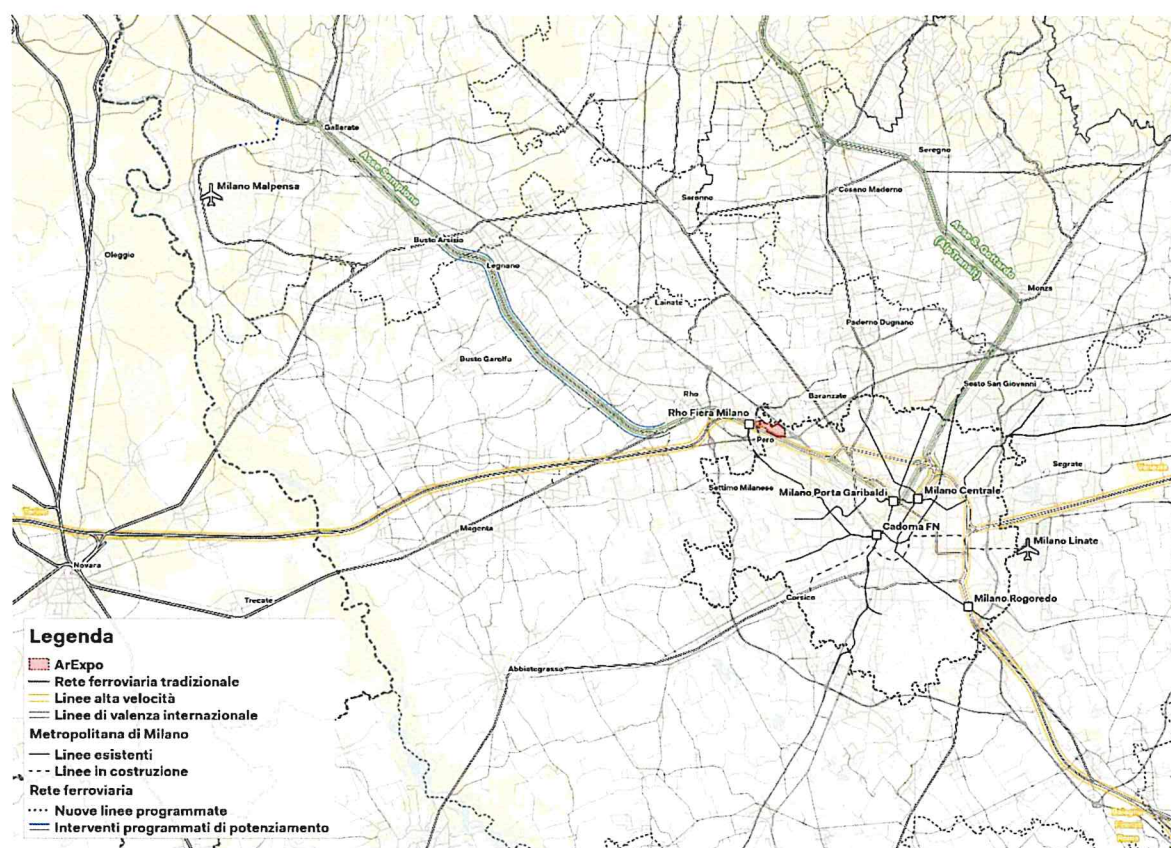 Gallarate
Seregno
Asse Sempione
Milano Malpensa
Cesano Maderno
Saronno
Asse S. Gottardo
(Alptransit)
Busto Arsizio
Oleggio
Legnano
Monza
Lainate
Paderno Dugnano
Busto Garolfo
Sesto San Giovanni
Rho
Baranzate
Rho Fiera Milano
Pero
Segrate
Venezia
Settimo Milanese
Milano Porta Garibaldi
Milano Centrale
Torino
Magenta
Cadorna FN
Milano Linate
Novara
Trecate
Corsico
Milano Rogoredo
Abbiategrasso
Legenda
ArExpo
Rete ferroviaria tradizionale
Linee alta velocità
Linee di valenza internazionale
Metropolitana di Milano
Linee esistenti
Linee in costruzione
Rete ferroviaria
Nuove linee programmate
Interventi programmati di potenziamento